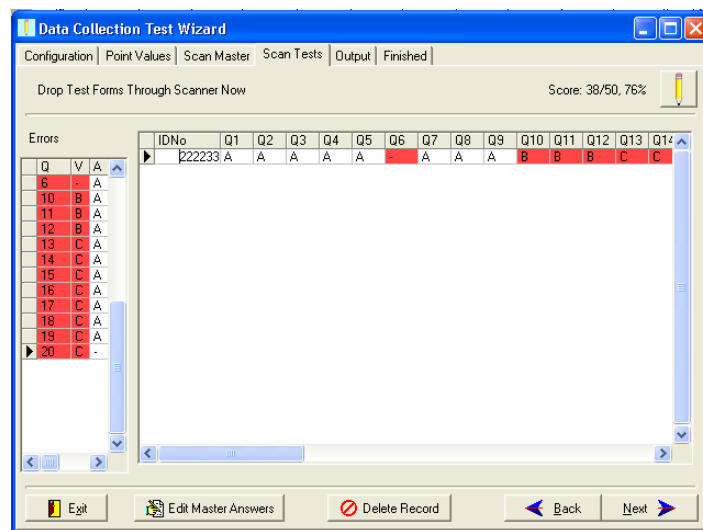 Data Collection Test Wizard
Configuration Point Values Scan Master Scan Tests Output Finished
Drop Test Forms Through Scanner Now Score: 38/50, 76%
Errors
Q V A
6 - A
10 B A
11 B A
12 B A
13 C A
14 C A
15 C A
16 C A
17 C A
18 C A
19 C A
20 C -
IDNo Q1 Q2 Q3 Q4 Q5 Q6 Q7 Q8 Q9 Q10 Q11 Q12 Q13 Q14
222233 A A A A A - A A A B B B C C
Exit Edit Master Answers Delete Record Back Next